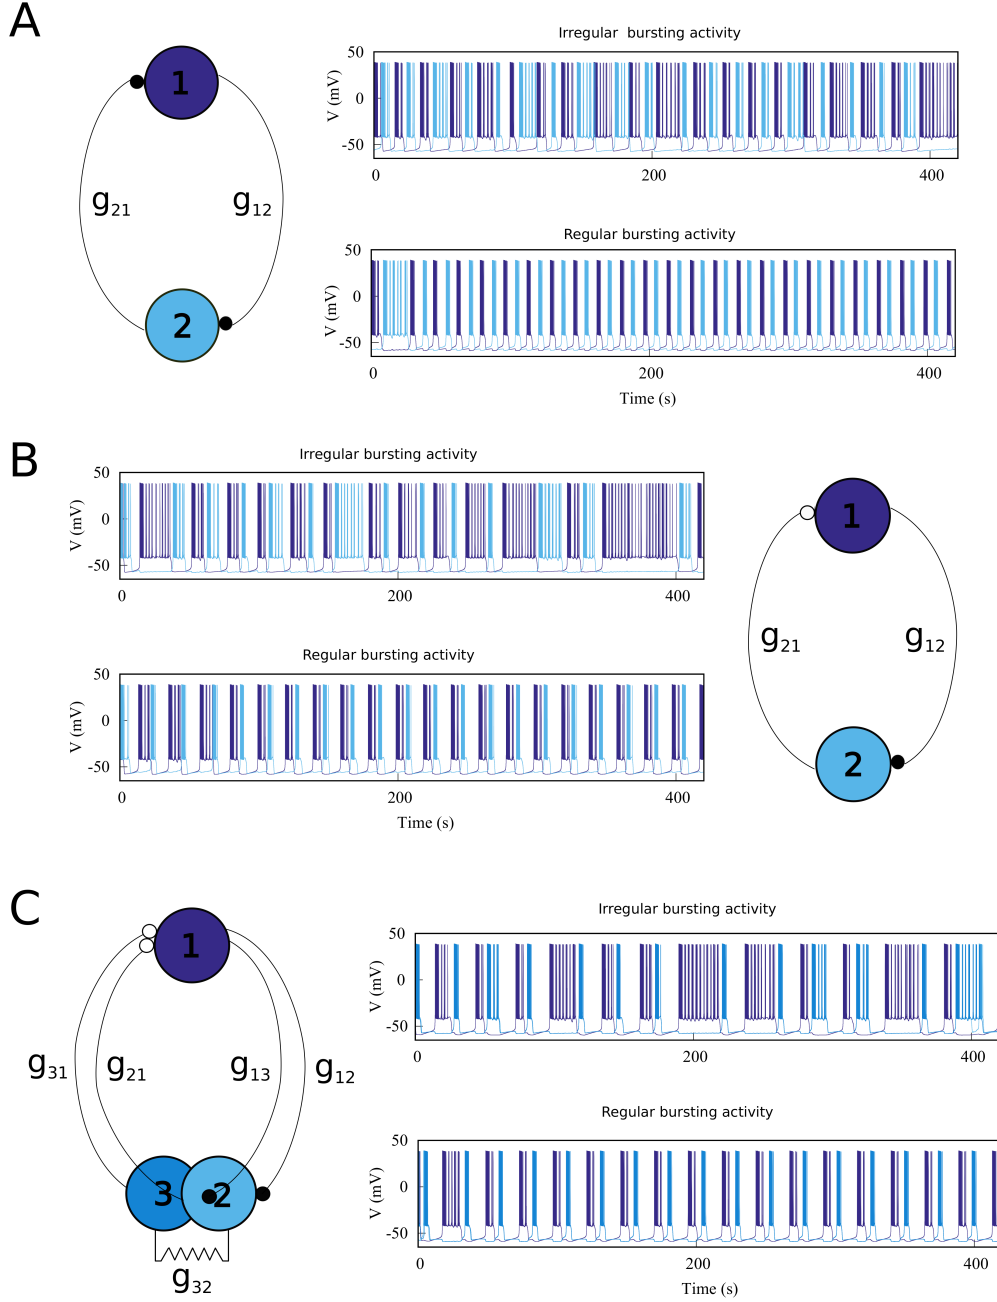 A
Irregular  bursting activity
1
g21
g12
2
V (mV)
50
0
-50
0
200
400
Regular bursting activity
V (mV)
50
0
-50
0
200
400
Time (s)
B
Irregular bursting activity
V (mV)
50
0
-50
0
200
400
Regular bursting activity
V (mV)
50
0
-50
0
200
400
Time (s)
1
g21
g12
2
C
1
g31
g21
g13
g12
3
2
g32
Irregular bursting activity
V (mV)
50
0
-50
0
200
400
Regular bursting activity
V (mV)
50
0
-50
0
200
400
Time (s)